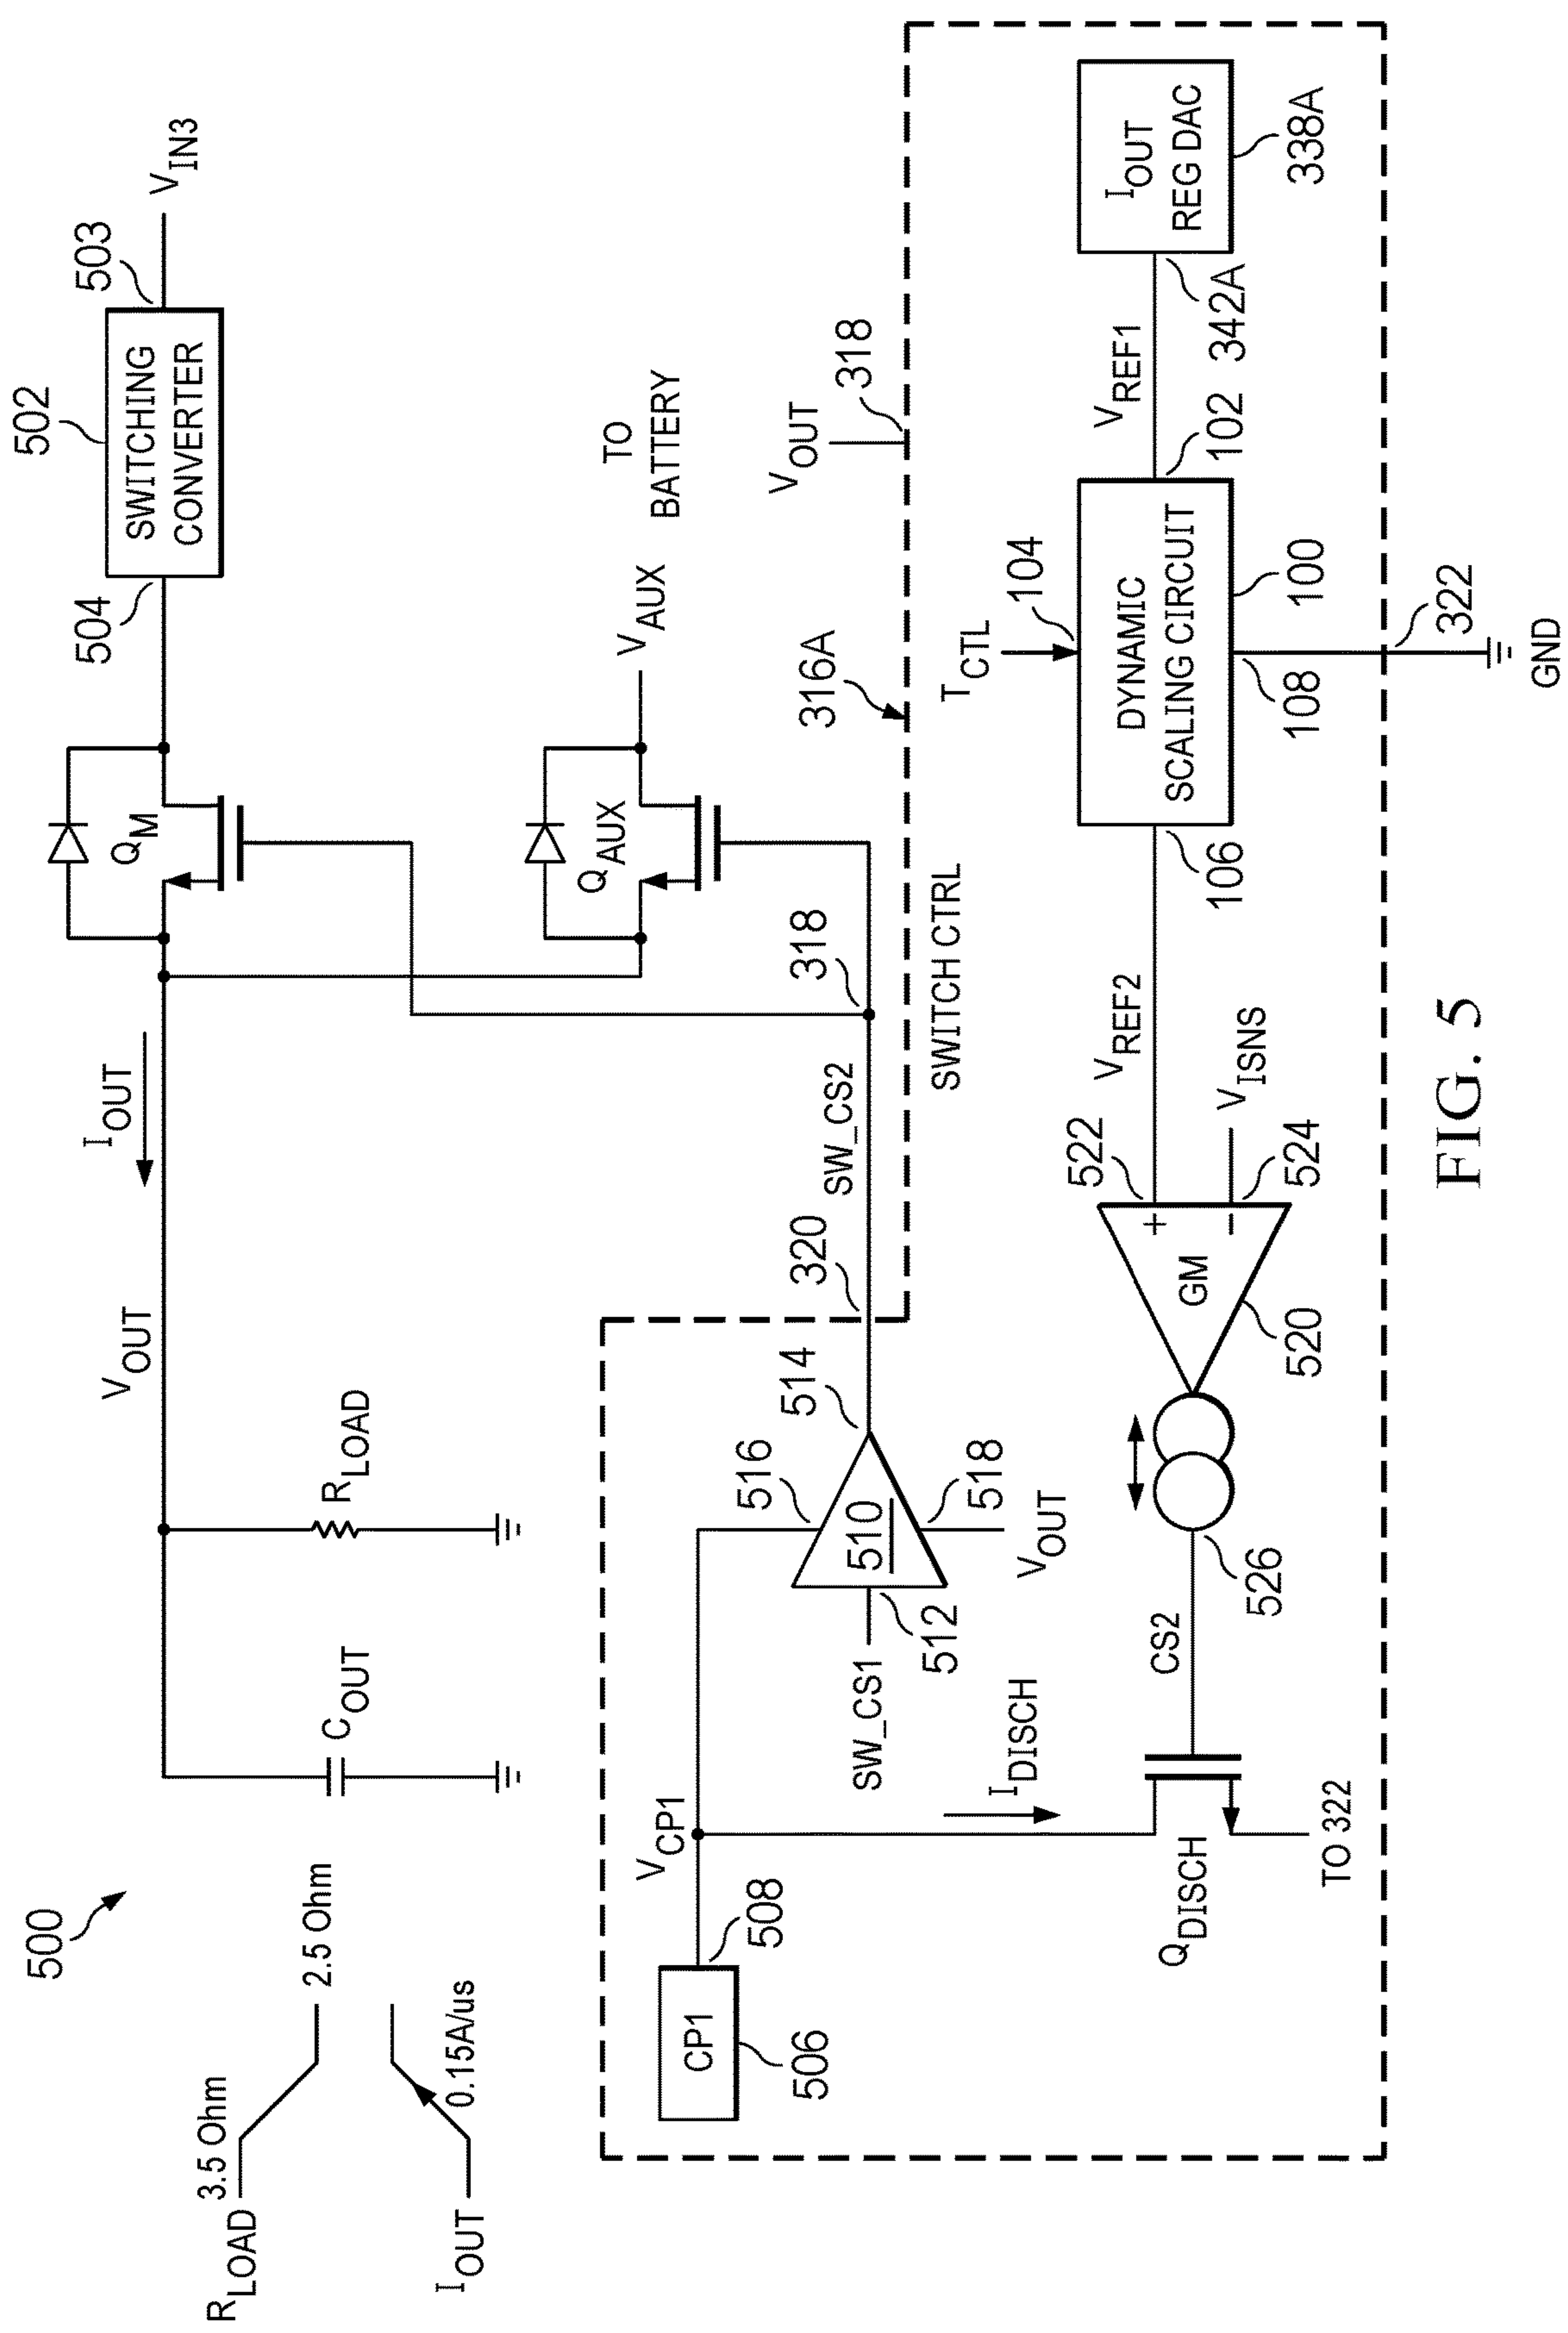 500
R_LOAD
3.5 Ohm
2.5 Ohm
I_OUT
0.15A/us
C_OUT
R_LOAD
V_OUT
I_OUT
Q_M
504
502
SWITCHING
CONVERTER
503
V_IN3
Q_AUX
V_AUX
TO
BATTERY
318
SW_CS2
320
316A
V_OUT
318
SWITCH CTRL
CP1
506
508
V_CP1
SW_CS1
512
510
514
516
518
V_OUT
I_DISCH
Q_DISCH
TO 322
CS2
526
GM
+
−
520
522
524
V_REF2
V_ISNS
106
T_CTL
104
DYNAMIC
SCALING CIRCUIT
100
108
322
GND
102
V_REF1
342A
I_OUT
REG DAC
338A
FIG. 5